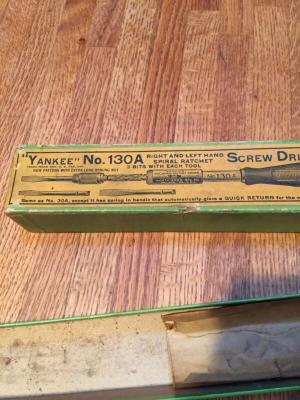 "YANKEE" No. 130A RIGHT AND LEFT HAND SPIRAL RATCHET SCREW DRI
3 BITS WITH EACH TOOL
NEW PATTERN WITH EXTRA LONG
No. 130A
Same as No. 30A, except it has spring in handle that automatically gives a QUICK RETURN for the